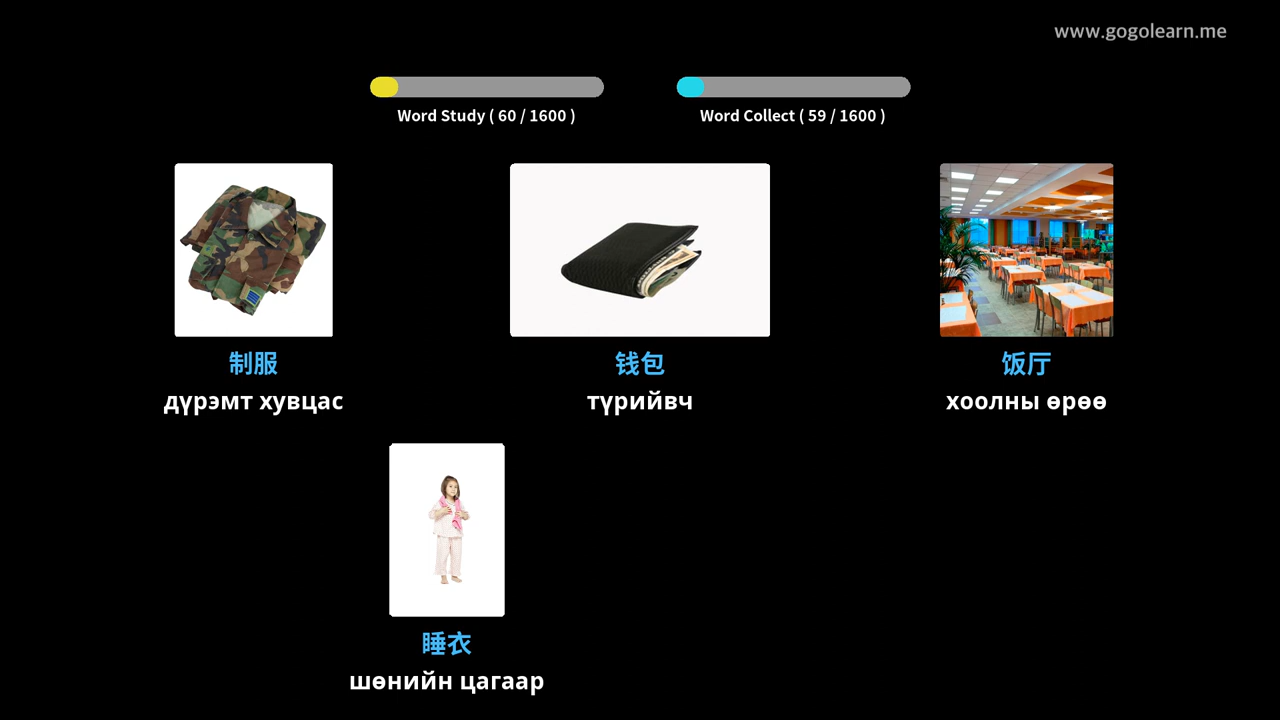 www.gogolearn.me
Word Study ( 60 / 1600 )
Word Collect ( 59 / 1600 )
制服
дүрэмт хувцас
钱包
түрийвч
饭厅
хоолны өрөө
睡衣
шөнийн цагаар